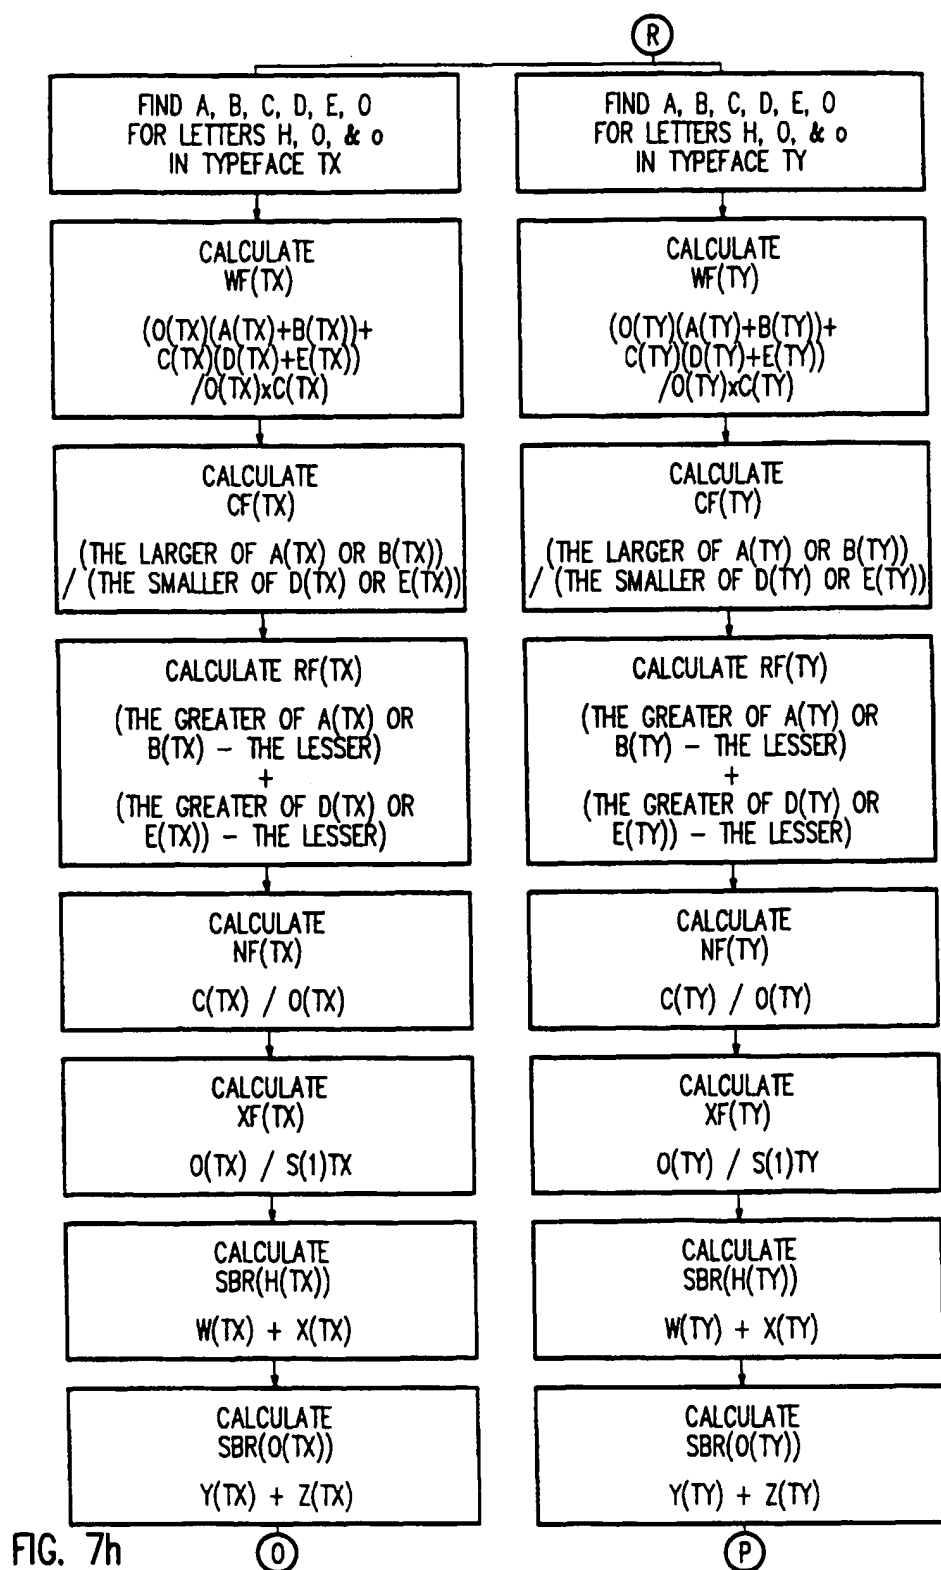 R
FIND A, B, C, D, E, O
FOR LETTERS H, O, & o
IN TYPEFACE TX
CALCULATE
WF(TX)
(O(TX)(A(TX)+B(TX))+
C(TX)(D(TX)+E(TX))
/O(TX)xC(TX)
CALCULATE
CF(TX)
(THE LARGER OF A(TX) OR B(TX))
/ (THE SMALLER OF D(TX) OR E(TX))
CALCULATE RF(TX)
(THE GREATER OF A(TX) OR
B(TX) – THE LESSER)
+
(THE GREATER OF D(TX) OR
E(TX)) – THE LESSER)
CALCULATE
NF(TX)
C(TX) / O(TX)
CALCULATE
XF(TX)
O(TX) / S(1)TX
CALCULATE
SBR(H(TX))
W(TX) + X(TX)
CALCULATE
SBR(O(TX))
Y(TX) + Z(TX)
O
FIND A, B, C, D, E, O
FOR LETTERS H, O, & o
IN TYPEFACE TY
CALCULATE
WF(TY)
(O(TY)(A(TY)+B(TY))+
C(TY)(D(TY)+E(TY))
/O(TY)xC(TY)
CALCULATE
CF(TY)
(THE LARGER OF A(TY) OR B(TY))
/ (THE SMALLER OF D(TY) OR E(TY))
CALCULATE RF(TY)
(THE GREATER OF A(TY) OR
B(TY) – THE LESSER)
+
(THE GREATER OF D(TY) OR
E(TY)) – THE LESSER)
CALCULATE
NF(TY)
C(TY) / O(TY)
CALCULATE
XF(TY)
O(TY) / S(1)TY
CALCULATE
SBR(H(TY))
W(TY) + X(TY)
CALCULATE
SBR(O(TY))
Y(TY) + Z(TY)
P
FIG. 7h